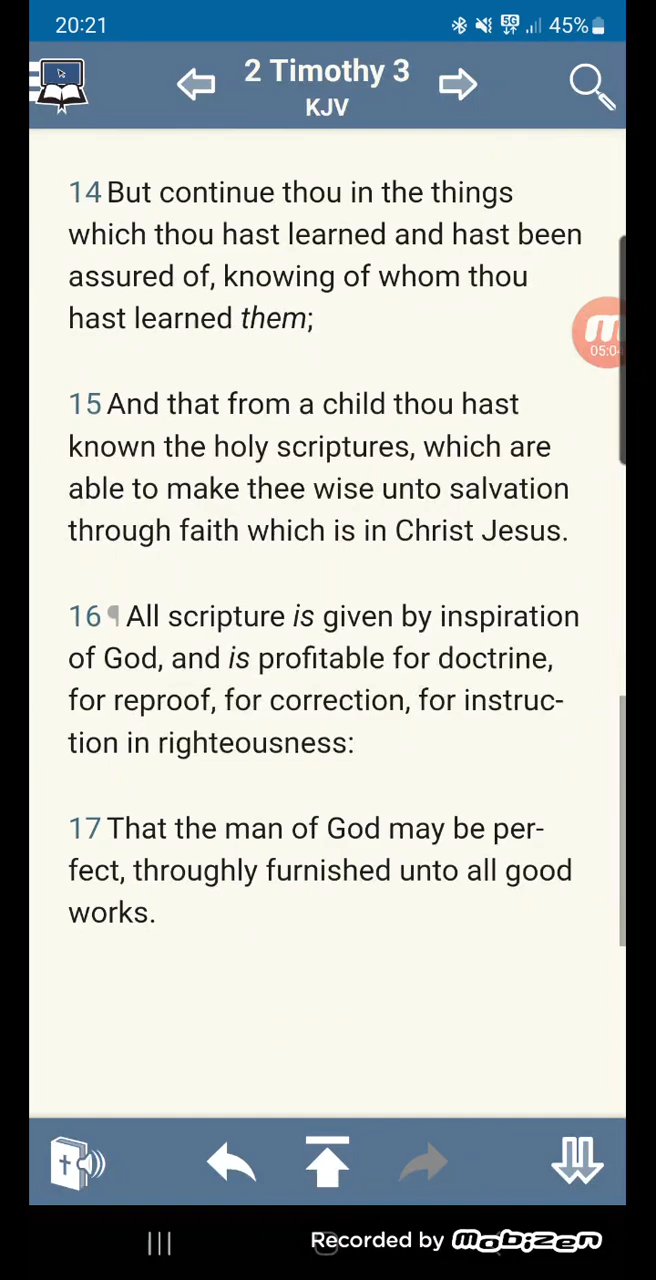 20:21 5G 45%
2 Timothy 3
KJV
14 But continue thou in the things
which thou hast learned and hast been
assured of, knowing of whom thou
hast learned them;
05:04
15 And that from a child thou hast
known the holy scriptures, which are
able to make thee wise unto salvation
through faith which is in Christ Jesus.
16 ¶ All scripture is given by inspiration
of God, and is profitable for doctrine,
for reproof, for correction, for instruc-
tion in righteousness:
17 That the man of God may be per-
fect, throughly furnished unto all good
works.
Recorded by mobizen